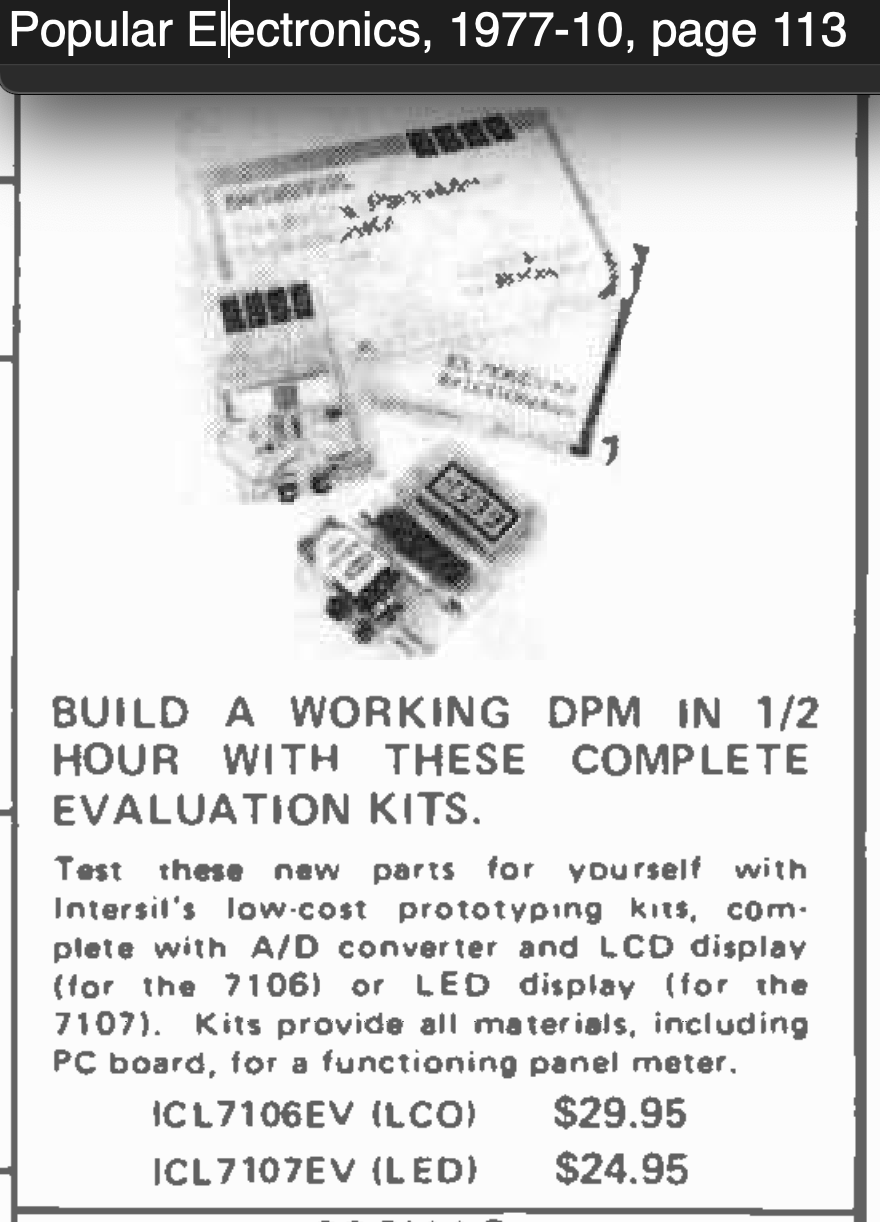 Popular Electronics, 1977-10, page 113
BUILD A WORKING DPM IN 1/2
HOUR WITH THESE COMPLETE
EVALUATION KITS.
Test these new parts for yourself with
Intersil's low-cost prototyping kits, com-
plete with A/D converter and LCD display
(for the 7106) or LED display (for the
7107). Kits provide all materials, including
PC board, for a functioning panel meter.
ICL7106EV (LCO) $29.95
ICL7107EV (LED) $24.95